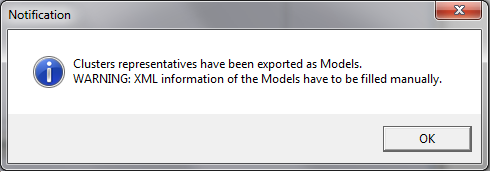 Notification
Clusters representatives have been exported as Models.
WARNING: XML information of the Models have to be filled manually.
OK